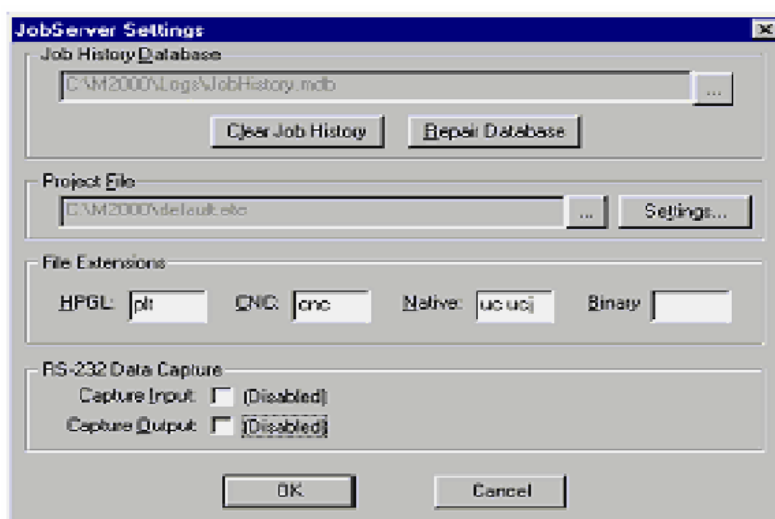 JobServer Settings
Job History Database
C:\M2000\Logs\JobHistory.mdb
...
Clear Job History
Repair Database
Project File
C:\M2000\default.etc
...
Settings...
File Extensions
HPGL: plt
CNC: cnc
Native: uc ucj
Binary
RS-232 Data Capture
Capture Input: (Disabled)
Capture Output: (Disabled)
OK
Cancel